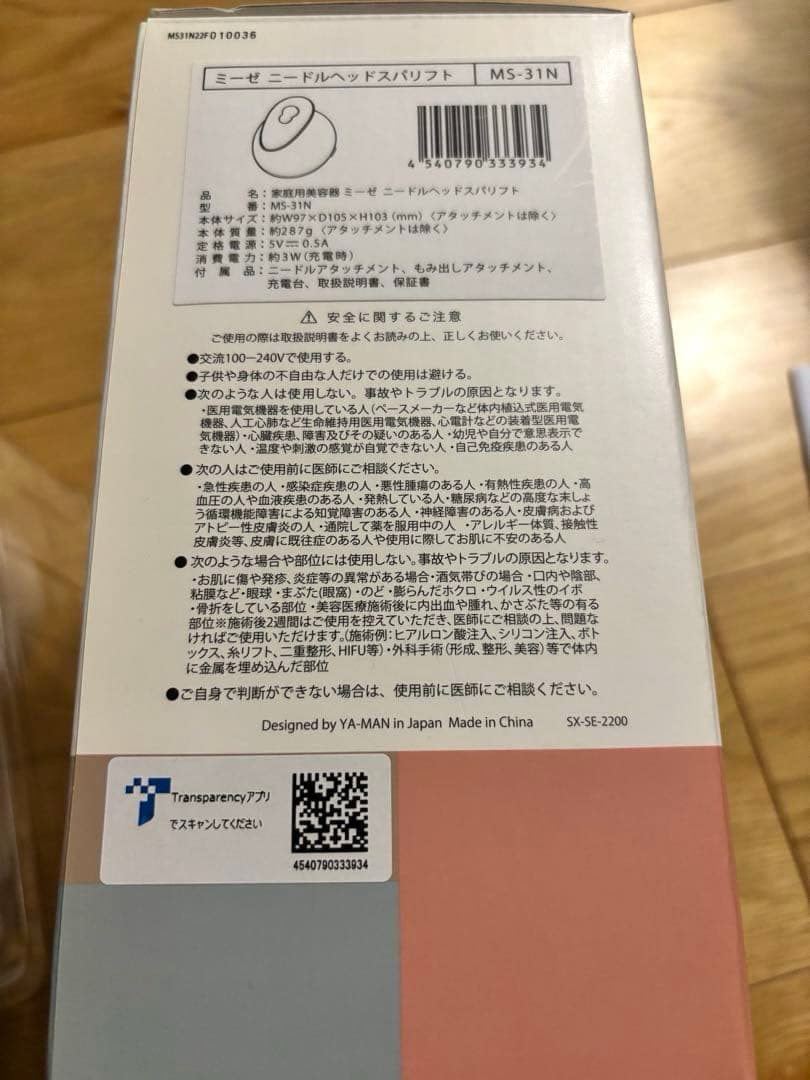 MS31N22F010036
ミーゼ ニードルヘッドスパリフト MS-31N
4 540790 333934
品 名：家庭用美容器 ミーゼ ニードルヘッドスパリフト
型 番：MS-31N
本体サイズ：約W97×D105×H103（mm）〈アタッチメントは除く〉
本体質量：約287g〈アタッチメントは除く〉
定格電源：5V⎓0.5A
消費電力：約3W（充電時）
付属品：ニードルアタッチメント、もみ出しアタッチメント、
充電台、取扱説明書、保証書
⚠ 安全に関するご注意
ご使用の際は取扱説明書をよくお読みの上、正しくお使いください。
●交流100－240Vで使用する。
●子供や身体の不自由な人だけでの使用は避ける。
●次のような人は使用しない。事故やトラブルの原因となります。
・医用電気機器を使用している人（ペースメーカーなど体内植込式医用電気
機器、人工心肺など生命維持用医用電気機器、心電計などの装着型医用電
気機器）・心臓疾患、障害及びその疑いのある人・幼児や自分で意思表示で
きない人・温度や刺激の感覚が自覚できない人・自己免疫疾患のある人
●次の人はご使用前に医師にご相談ください。
・急性疾患の人・感染症疾患の人・悪性腫瘍のある人・有熱性疾患の人・高
血圧の人や血液疾患のある人・発熱している人・糖尿病などの高度な末しょ
う循環機能障害による知覚障害のある人・神経障害のある人・皮膚病および
アトピー性皮膚炎の人・通院して薬を服用中の人・アレルギー体質、接触性
皮膚炎等、皮膚に既往症のある人や使用に際してお肌に不安のある人
●次のような場合や部位には使用しない。事故やトラブルの原因となります。
・お肌に傷や発疹、炎症等の異常がある場合・酒気帯びの場合・口内や陰部、
粘膜など・眼球・まぶた(眼窩)・のど・膨らんだホクロ・ウイルス性のイボ
・骨折をしている部位・美容医療施術後に内出血や腫れ、かさぶた等の有る
部位※施術後2週間はご使用を控えていただき、医師にご相談の上、問題な
ければご使用いただけます。（施術例：ヒアルロン酸注入、シリコン注入、ボト
ックス、糸リフト、二重整形、HIFU等）・外科手術（形成、整形、美容）等で体内
に金属を埋め込んだ部位
●ご自身で判断ができない場合は、使用前に医師にご相談ください。
Designed by YA-MAN in Japan Made in China SX-SE-2200
Transparencyアプリ
でスキャンしてください
4540790333934